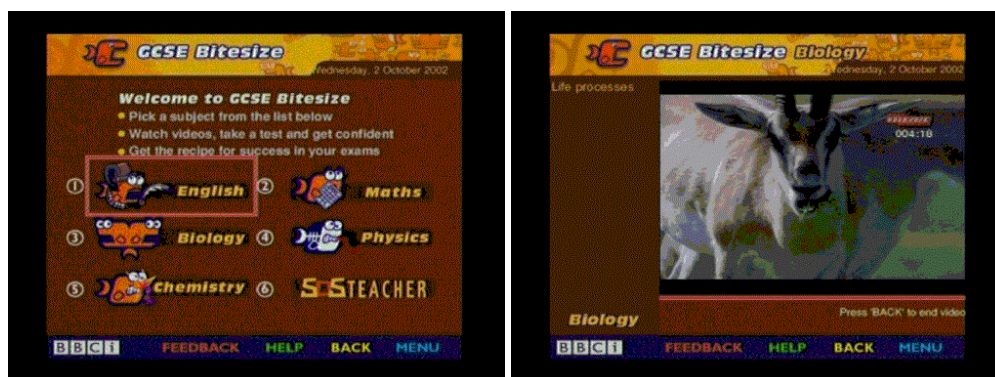 GCSE Bitesize
Wednesday, 2 October 2002
Welcome to GCSE Bitesize
Pick a subject from the list below
Watch videos, take a test and get confident
Get the recipe for success in your exams
1 English 2 Maths
3 Biology 4 Physics
5 Chemistry 6 SOSTEACHER
BBCi FEEDBACK HELP BACK MENU
GCSE Bitesize Biology
Wednesday, 2 October 2002
Life processes
004:18
Press 'BACK' to end video
Biology
BBCi FEEDBACK HELP BACK MENU